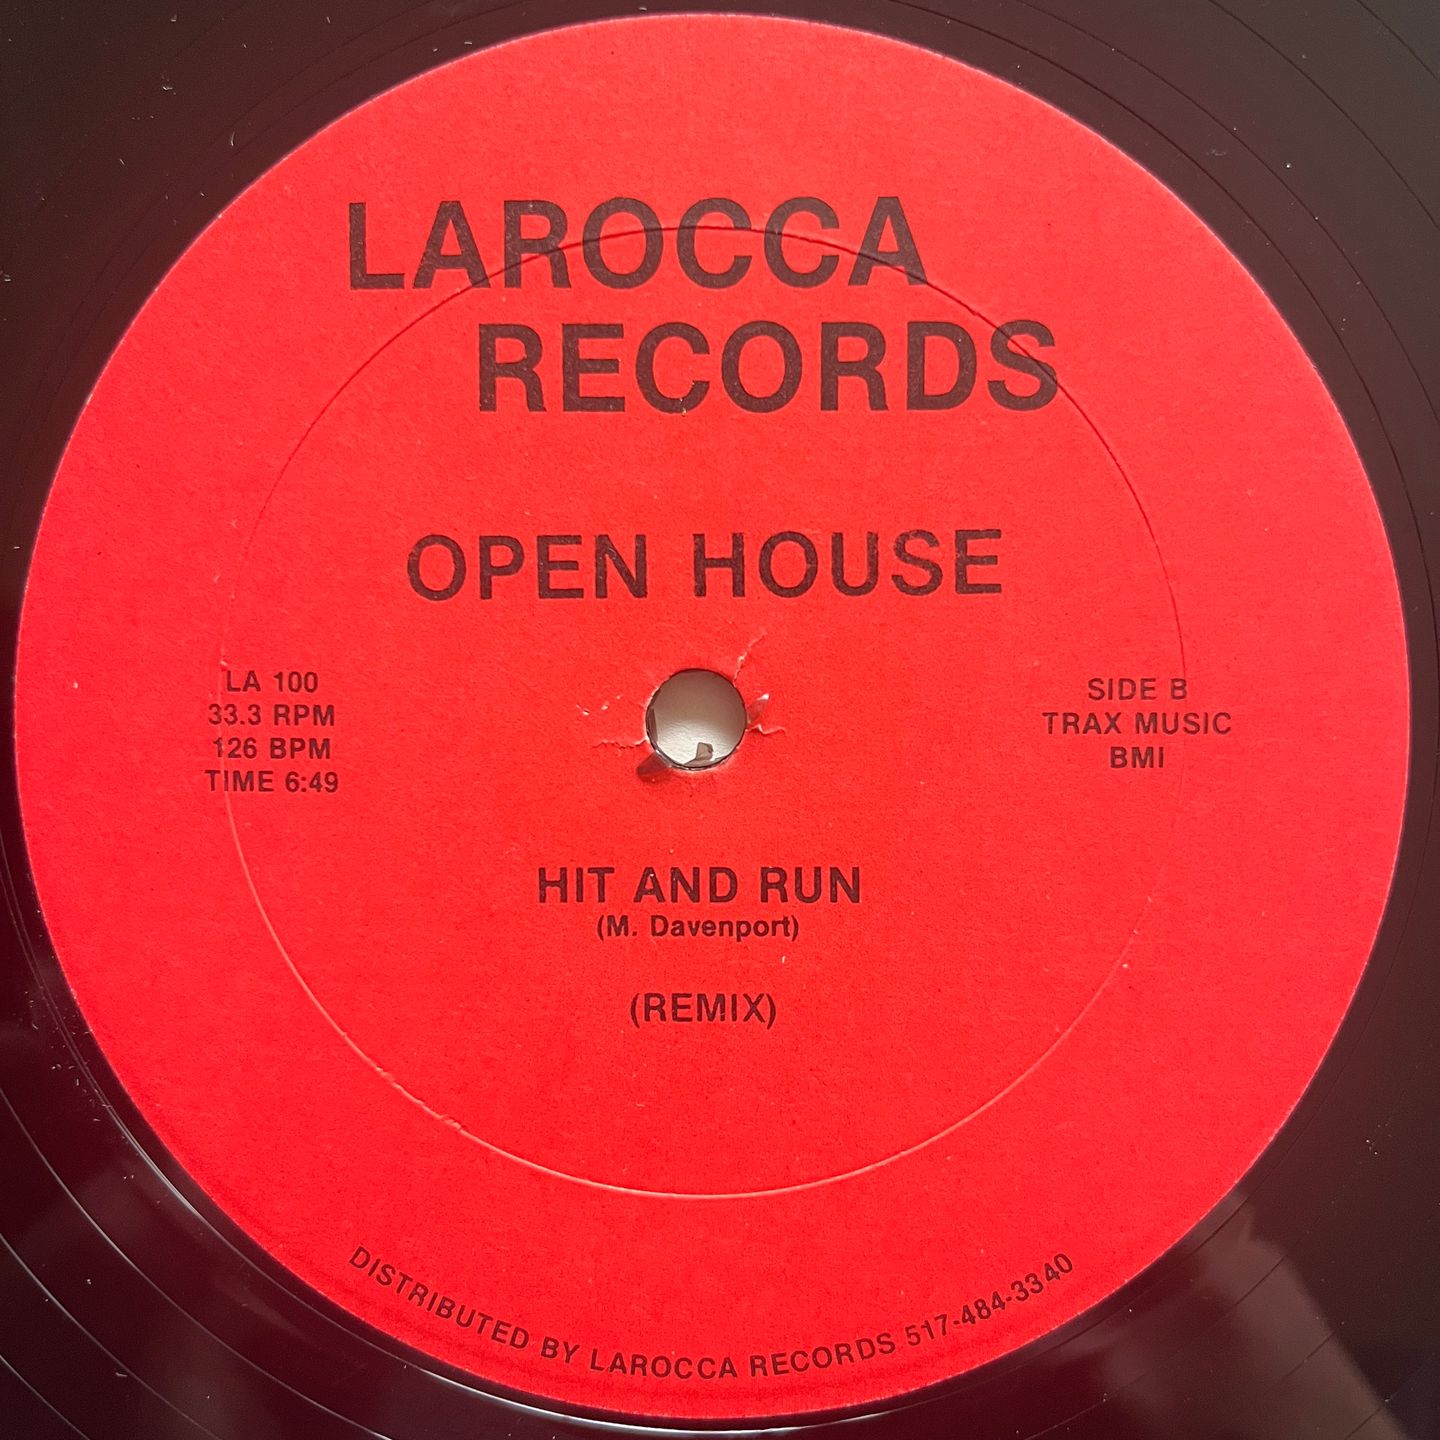 LAROCCA
RECORDS
OPEN HOUSE
LA 100
33.3 RPM
126 BPM
TIME 6:49
SIDE B
TRAX MUSIC
BMI
HIT AND RUN
(M. Davenport)
(REMIX)
DISTRIBUTED BY LAROCCA RECORDS 517-484-3340